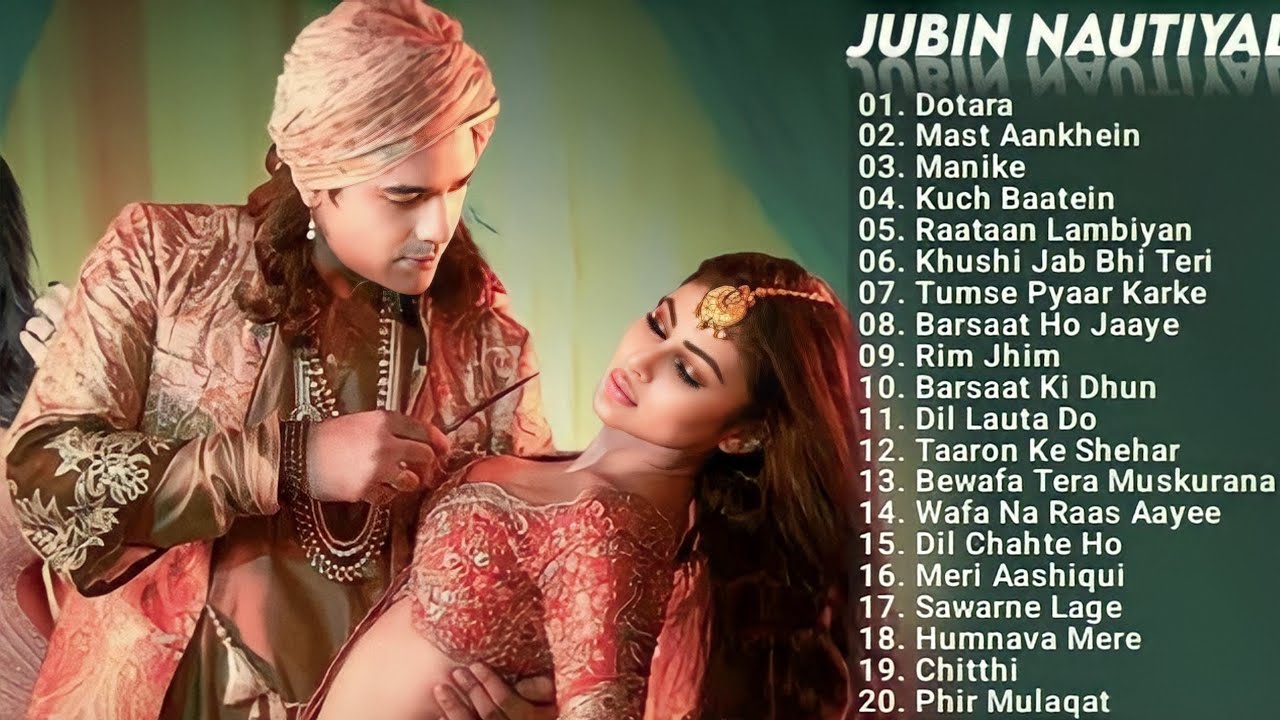 JUBIN NAUTIYAL
01. Dotara
02. Mast Aankhein
03. Manike
04. Kuch Baatein
05. Raataan Lambiyan
06. Khushi Jab Bhi Teri
07. Tumse Pyaar Karke
08. Barsaat Ho Jaaye
09. Rim Jhim
10. Barsaat Ki Dhun
11. Dil Lauta Do
12. Taaron Ke Shehar
13. Bewafa Tera Muskurana
14. Wafa Na Raas Aayee
15. Dil Chahte Ho
16. Meri Aashiqui
17. Sawarne Lage
18. Humnava Mere
19. Chitthi
20. Phir Mulaqat